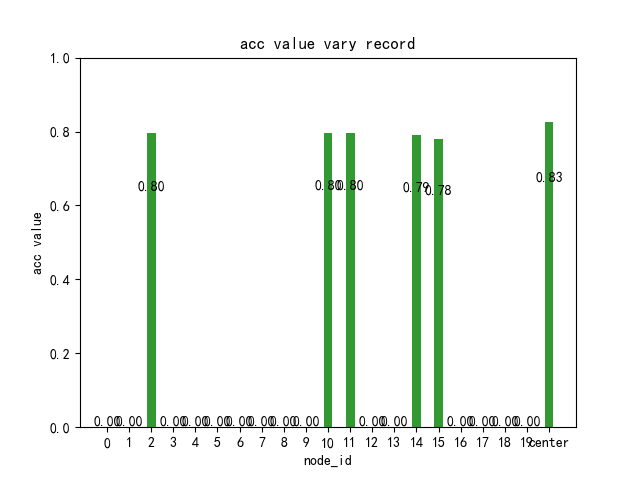 acc value vary record
1.0
0.8
0.6
0.4
0.2
0.0
acc value
0.00 0.00 0.80 0.00 0.00 0.00 0.00 0.00 0.00 0.00 0.80 0.80 0.00 0.00 0.79 0.78 0.00 0.00 0.00 0.00 0.83
0 1 2 3 4 5 6 7 8 9 10 11 12 13 14 15 16 17 18 19 center
node_id